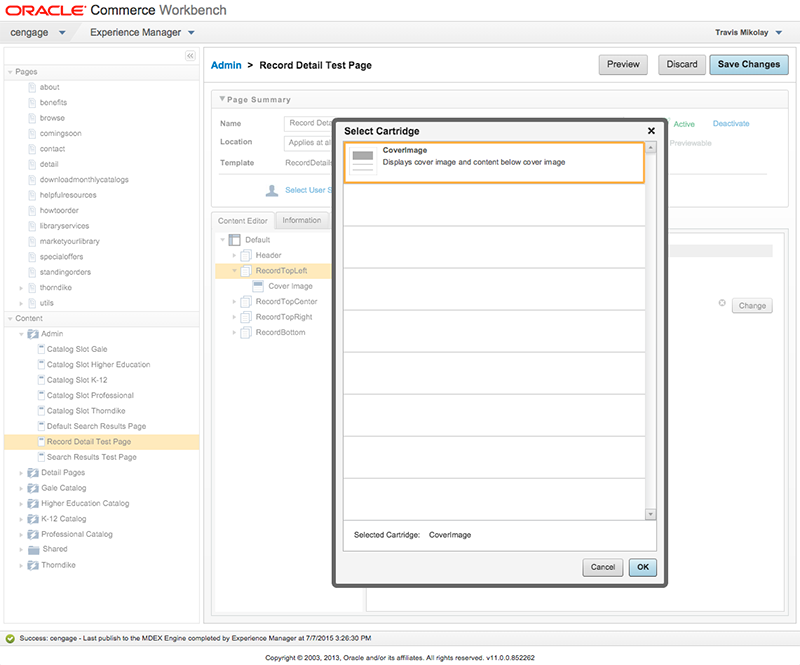 ORACLE® Commerce Workbench
cengage Experience Manager Travis Mikolay
Pages
about
benefits
browse
comingsoon
contact
detail
downloadmonthlycatalogs
helpfulresources
howtoorder
libraryservices
marketyourlibrary
specialoffers
standingorders
thorndike
utils
Content
Admin
Catalog Slot Gale
Catalog Slot Higher Education
Catalog Slot K-12
Catalog Slot Professional
Catalog Slot Thorndike
Default Search Results Page
Record Detail Test Page
Search Results Test Page
Detail Pages
Gale Catalog
Higher Education Catalog
K-12 Catalog
Professional Catalog
Shared
Thorndike
Admin > Record Detail Test Page Preview Discard Save Changes
Page Summary
Name Record Deta Active Deactivate
Location Applies at all Previewable
Template RecordDetails
Select User S
Content Editor Information
Default
Header
RecordTopLeft
Cover Image
RecordTopCenter
RecordTopRight
RecordBottom
Change
Select Cartridge
CoverImage
Displays cover image and content below cover image
Selected Cartridge: CoverImage
Cancel OK
Success: cengage - Last publish to the MDEX Engine completed by Experience Manager at 7/7/2015 3:26:30 PM
Copyright © 2003, 2013, Oracle and/or its affiliates. All rights reserved. v11.0.0.852262